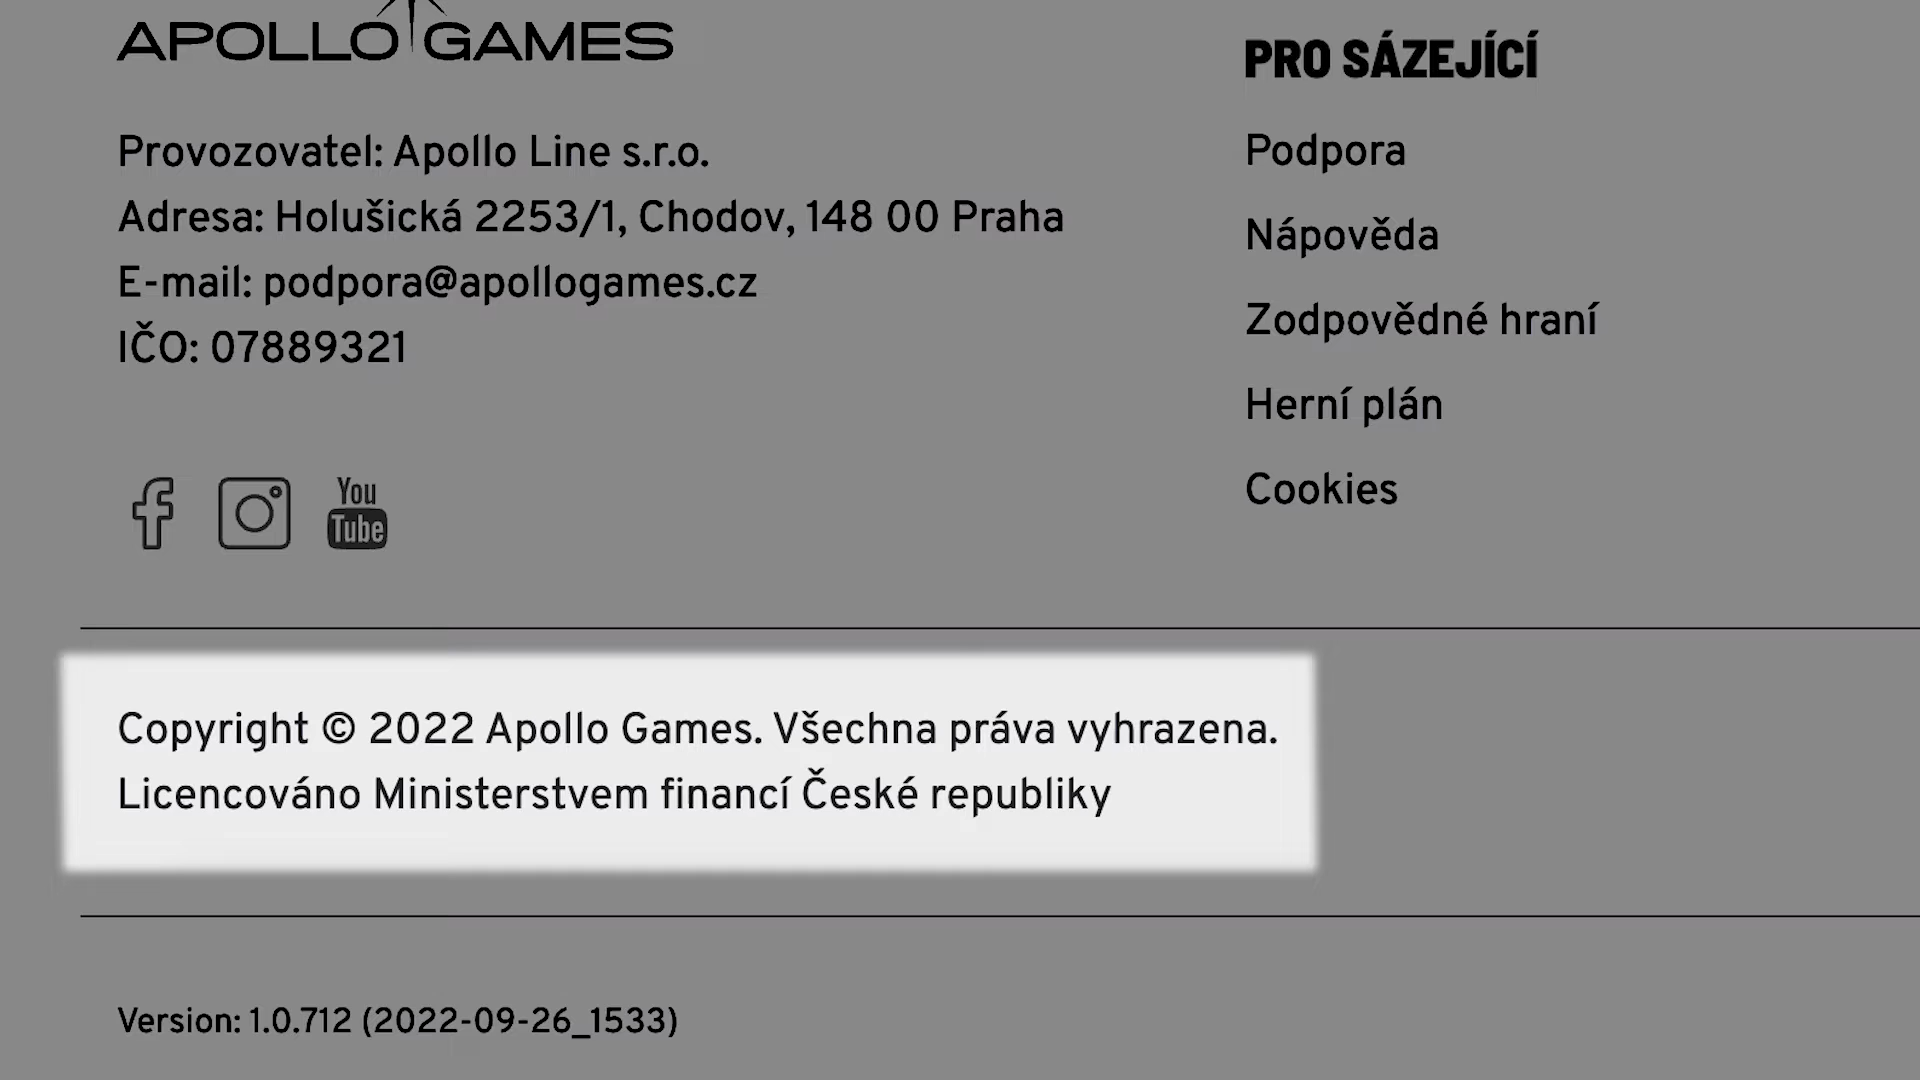 APOLLO GAMES
Provozovatel: Apollo Line s.r.o.
Adresa: Holušická 2253/1, Chodov, 148 00 Praha
E-mail: podpora@apollogames.cz
IČO: 07889321
You
Tube
PRO SÁZEJÍCÍ
Podpora
Nápověda
Zodpovědné hraní
Herní plán
Cookies
Copyright © 2022 Apollo Games. Všechna práva vyhrazena.
Licencováno Ministerstvem financí České republiky
Version: 1.0.712 (2022-09-26_1533)